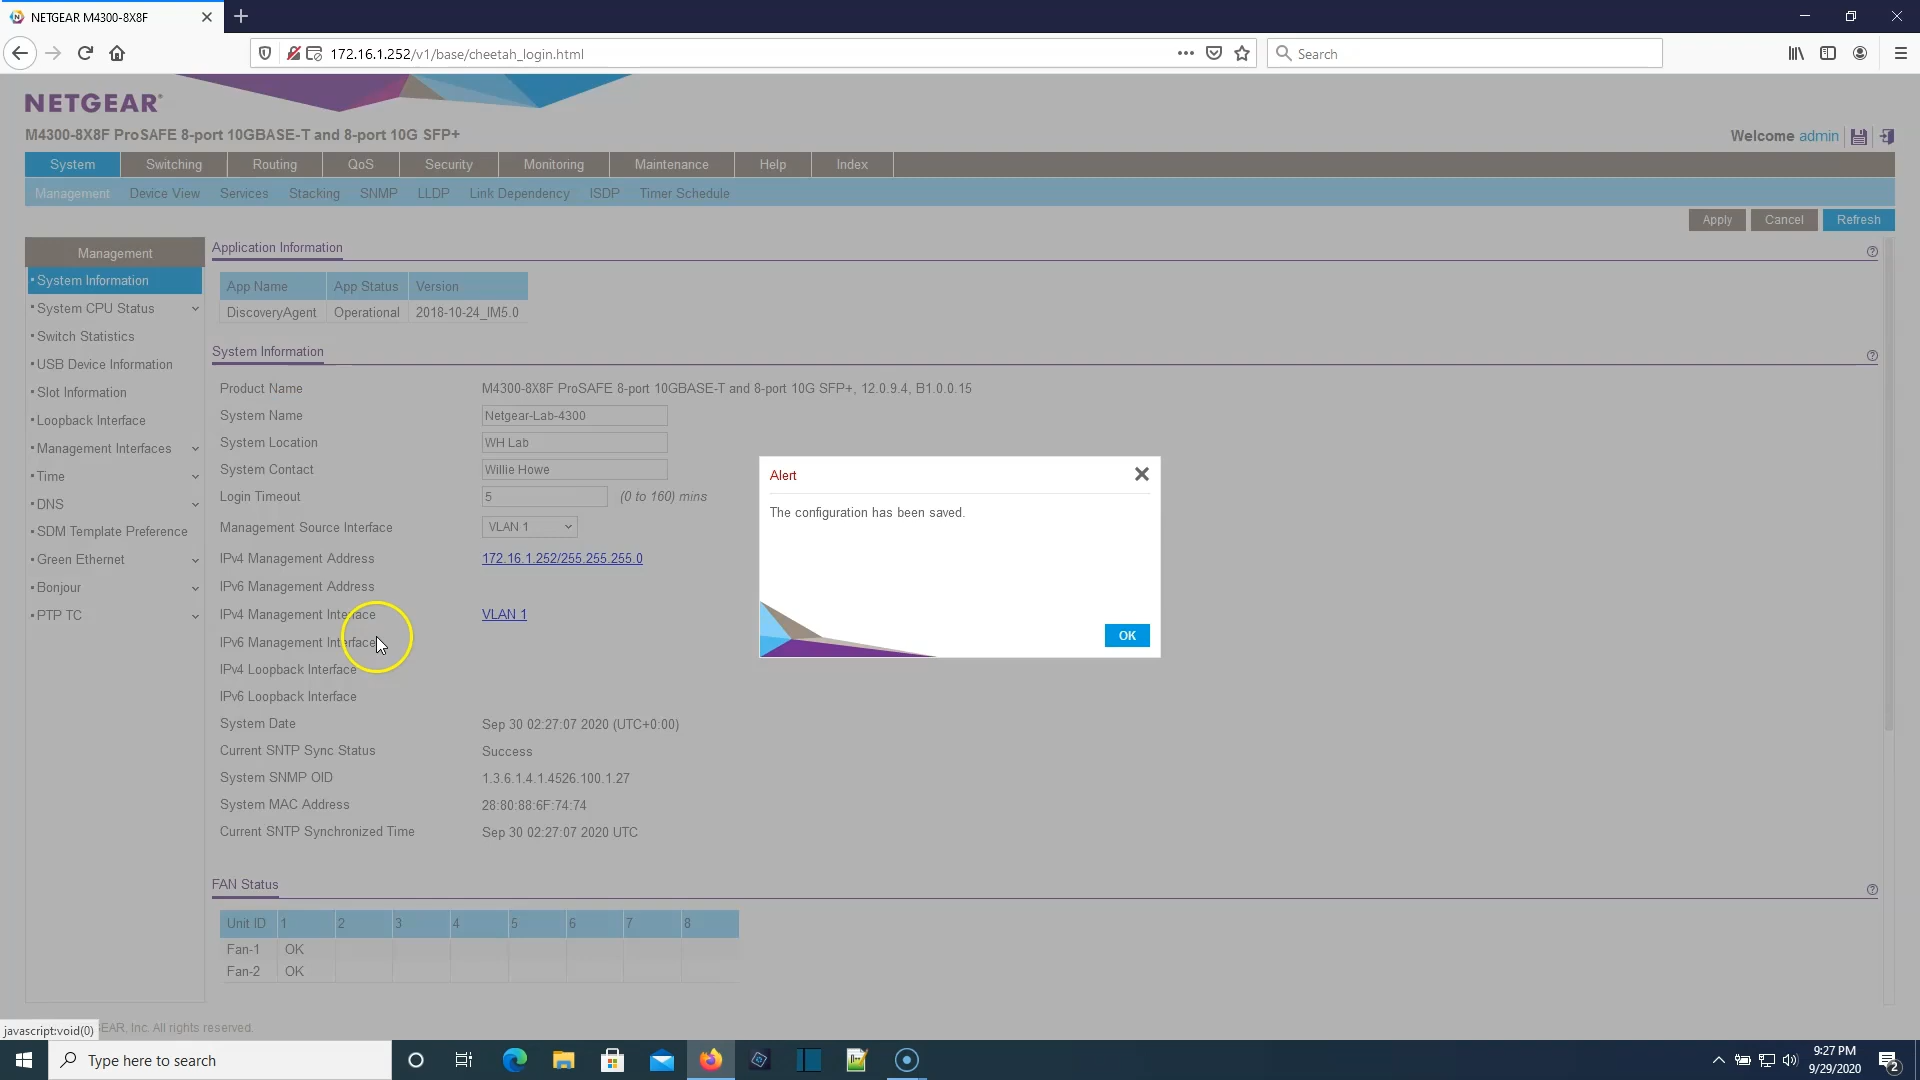 NETGEAR M4300-8X8F
172.16.1.252/v1/base/cheetah_login.html
Search
NETGEAR
M4300-8X8F ProSAFE 8-port 10GBASE-T and 8-port 10G SFP+
Welcome admin
System Switching Routing QoS Security Monitoring Maintenance Help Index
Management Device View Services Stacking SNMP LLDP Link Dependency ISDP Timer Schedule
Apply Cancel Refresh
Management
System Information
System CPU Status
Switch Statistics
USB Device Information
Slot Information
Loopback Interface
Management Interfaces
Time
DNS
SDM Template Preference
Green Ethernet
Bonjour
PTP TC
Application Information
App Name App Status Version
DiscoveryAgent Operational 2018-10-24_IM5.0
System Information
Product Name M4300-8X8F ProSAFE 8-port 10GBASE-T and 8-port 10G SFP+, 12.0.9.4, B1.0.0.15
System Name Netgear-Lab-4300
System Location WH Lab
System Contact Willie Howe
Login Timeout 5 (0 to 160) mins
Management Source Interface VLAN 1
IPv4 Management Address 172.16.1.252/255.255.255.0
IPv6 Management Address
IPv4 Management Interface VLAN 1
IPv6 Management Interface
IPv4 Loopback Interface
IPv6 Loopback Interface
System Date Sep 30 02:27:07 2020 (UTC+0:00)
Current SNTP Sync Status Success
System SNMP OID 1.3.6.1.4.1.4526.100.1.27
System MAC Address 28:80:88:6F:74:74
Current SNTP Synchronized Time Sep 30 02:27:07 2020 UTC
FAN Status
Unit ID 1 2 3 4 5 6 7 8
Fan-1 OK
Fan-2 OK
Alert
The configuration has been saved.
OK
javascript:void(0)
EAR, Inc. All rights reserved.
Type here to search
9:27 PM
9/29/2020
2